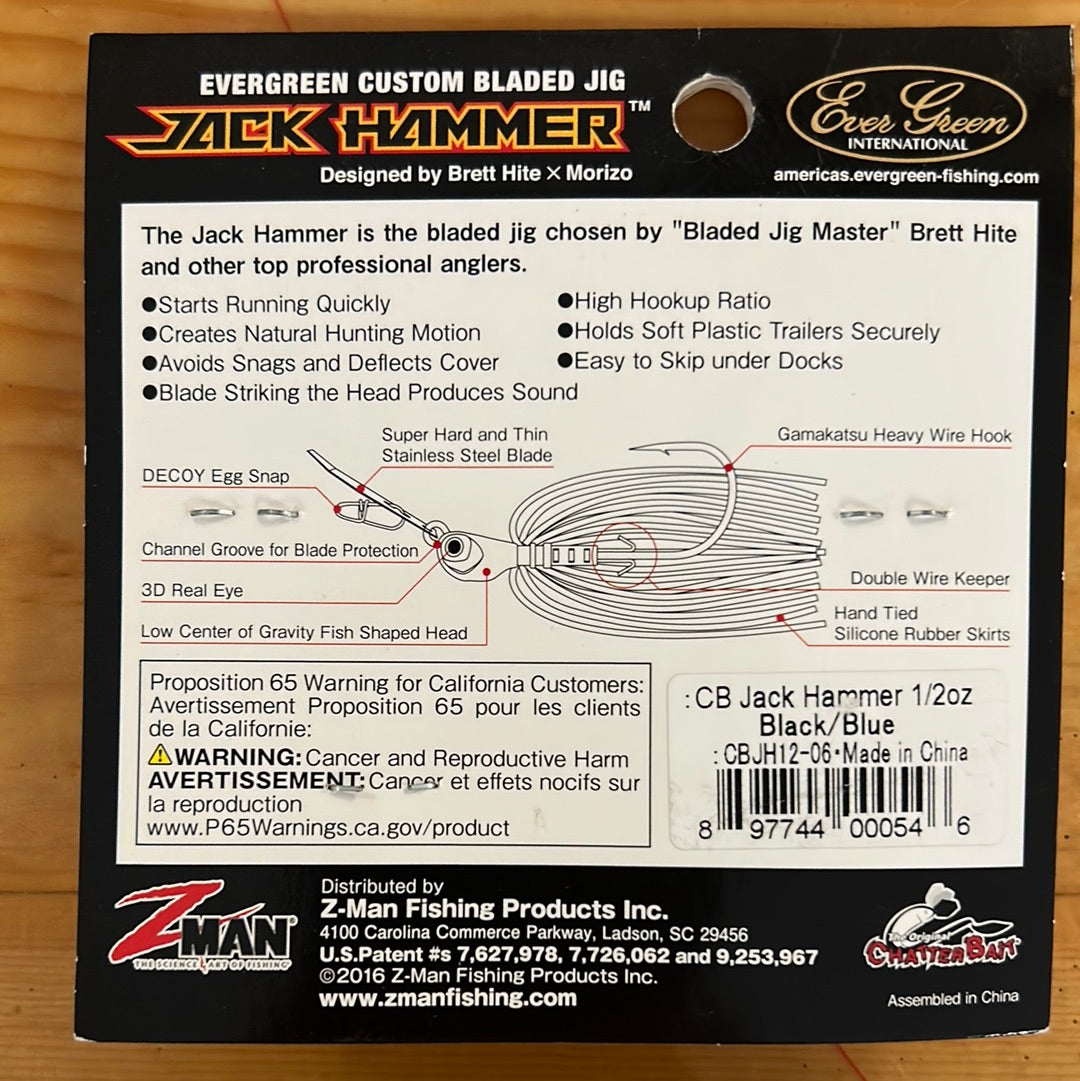 EVERGREEN CUSTOM BLADED JIG
JACK HAMMER™
Designed by Brett Hite × Morizo
Ever Green
INTERNATIONAL
americas.evergreen-fishing.com
The Jack Hammer is the bladed jig chosen by "Bladed Jig Master" Brett Hite
and other top professional anglers.
●Starts Running Quickly
●Creates Natural Hunting Motion
●Avoids Snags and Deflects Cover
●Blade Striking the Head Produces Sound
●High Hookup Ratio
●Holds Soft Plastic Trailers Securely
●Easy to Skip under Docks
Super Hard and Thin
Stainless Steel Blade
Gamakatsu Heavy Wire Hook
DECOY Egg Snap
Channel Groove for Blade Protection
3D Real Eye
Low Center of Gravity Fish Shaped Head
Double Wire Keeper
Hand Tied
Silicone Rubber Skirts
Proposition 65 Warning for California Customers:
Avertissement Proposition 65 pour les clients
de la Californie:
WARNING: Cancer and Reproductive Harm
AVERTISSEMENT: Cancer et effets nocifs sur
la reproduction
www.P65Warnings.ca.gov/product
:CB Jack Hammer 1/2oz
Black/Blue
:CBJH12-06•Made in China
8 97744 00054 6
ZMAN®
THE SCIENCE & ART OF FISHING®
Distributed by
Z-Man Fishing Products Inc.
4100 Carolina Commerce Parkway, Ladson, SC 29456
U.S.Patent #s 7,627,978, 7,726,062 and 9,253,967
©2016 Z-Man Fishing Products Inc.
www.zmanfishing.com
The Original
CHATTERBAIT
Assembled in China